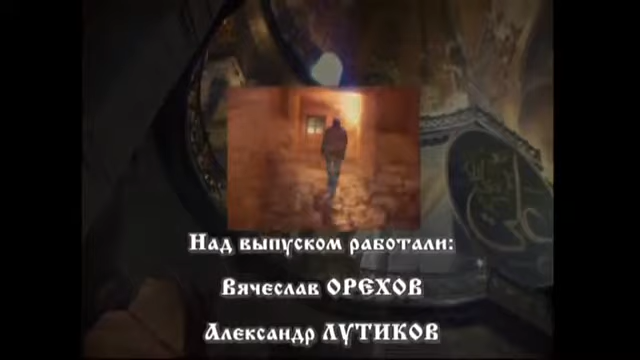 Над выпуском работали:
Вячеслав ОРЕХОВ
Александр ЛУТИКОВ